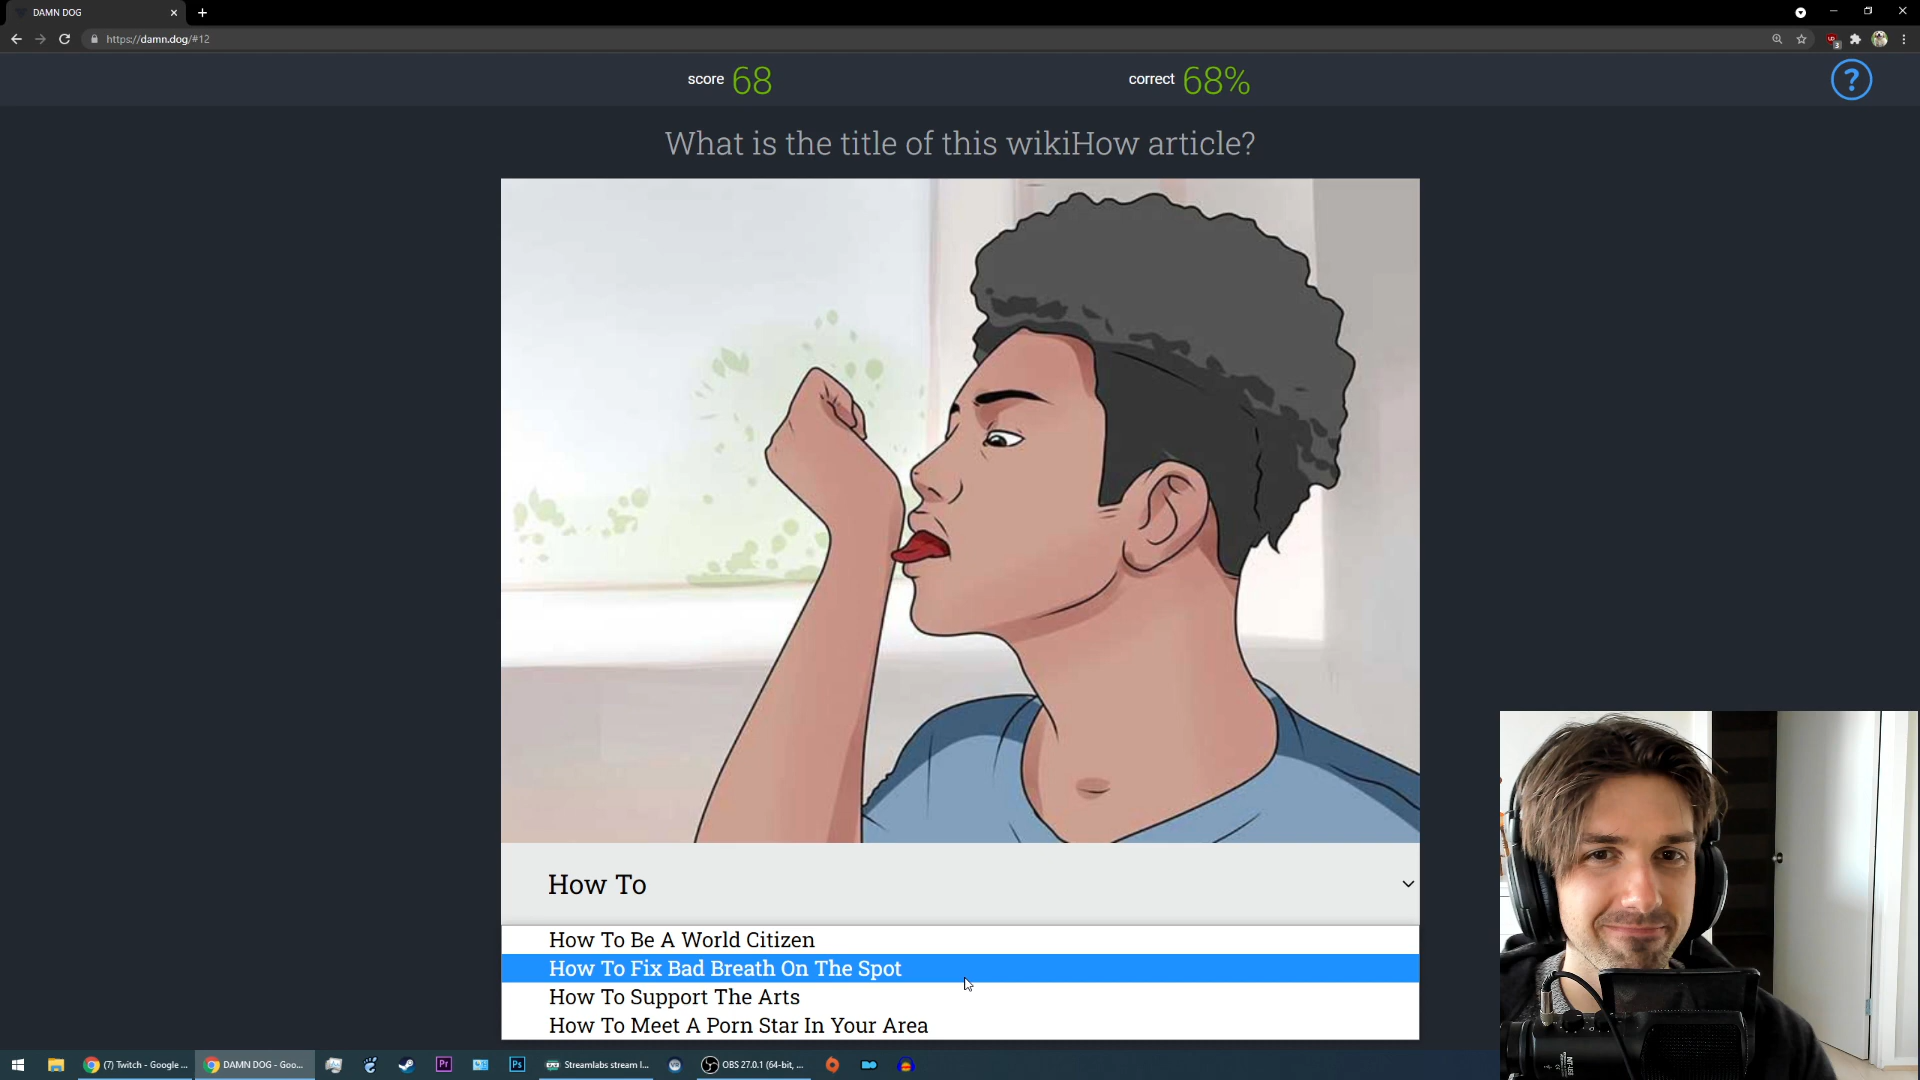 DAMN DOG
https://damn.dog/#12
score 68
correct 68%
?
What is the title of this wikiHow article?
How To
How To Be A World Citizen
How To Fix Bad Breath On The Spot
How To Support The Arts
How To Meet A Porn Star In Your Area
(7) Twitch - Google ...
DAMN DOG - Goo...
Pr
Ps
Streamlabs stream l...
OBS 27.0.1 (64-bit, ...